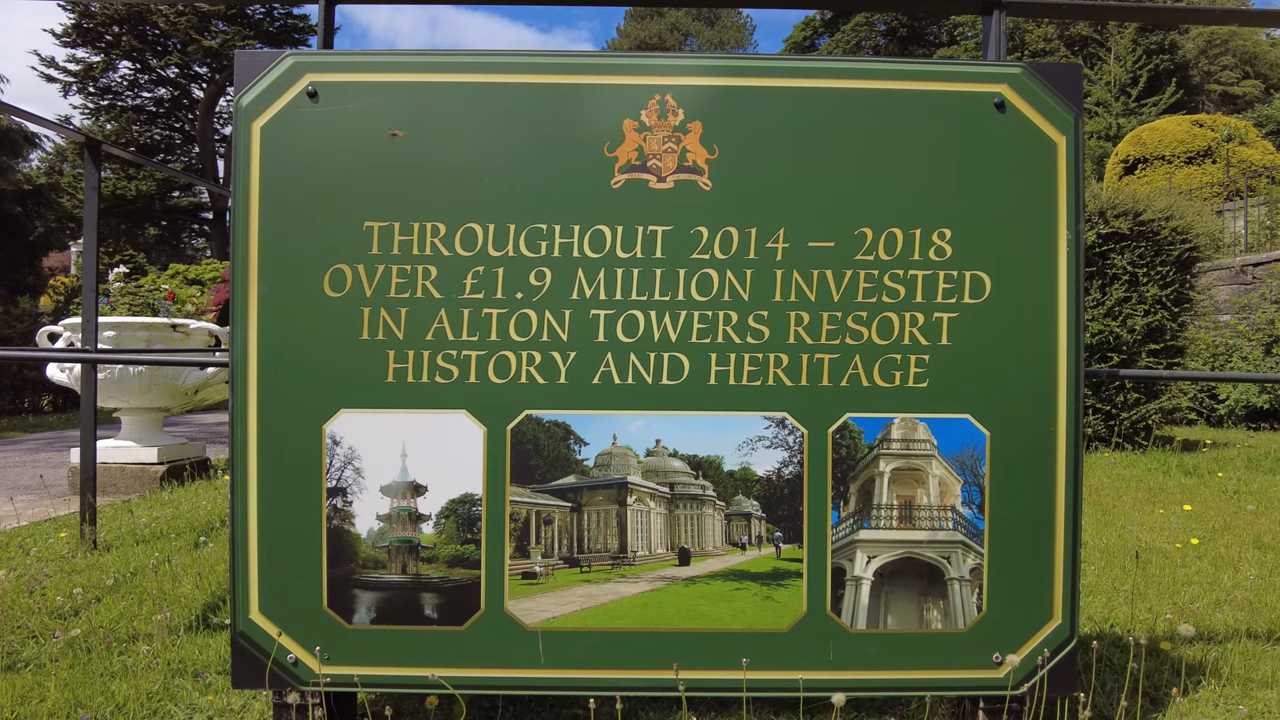 THROUGHOUT 2014 – 2018
OVER £1.9 MILLION INVESTED
IN ALTON TOWERS RESORT
HISTORY AND HERITAGE